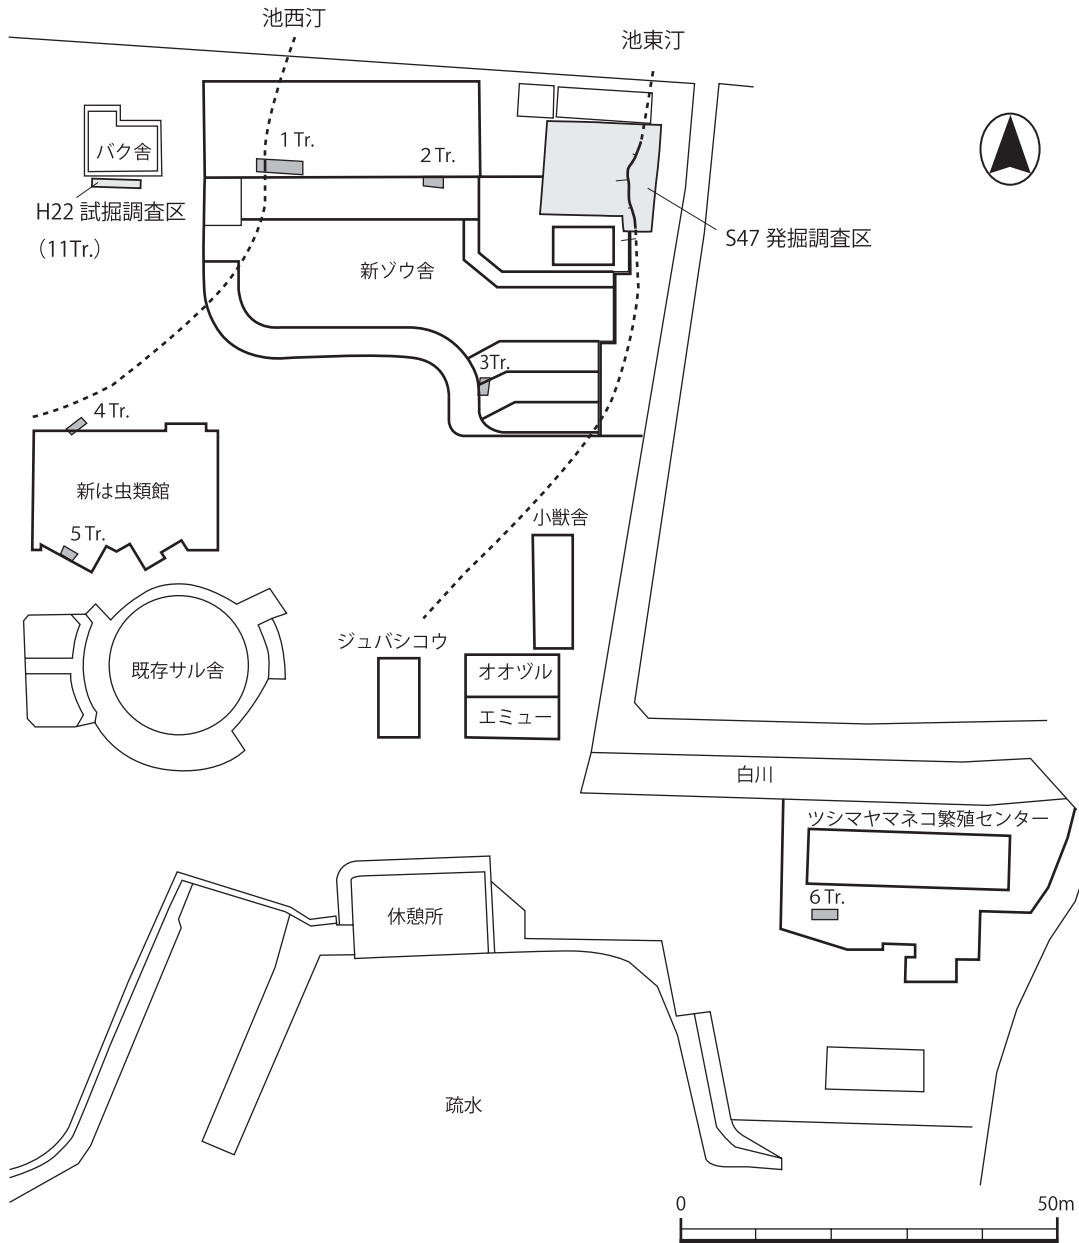 池西汀
池東汀
1 Tr.
2 Tr.
バク舎
H22 試掘調査区
（11Tr.）
S47 発掘調査区
新ゾウ舎
3Tr.
4 Tr.
新は虫類館
5 Tr.
小獣舎
ジュバシコウ
オオヅル
エミュー
既存サル舎
白川
ツシマヤマネコ繁殖センター
6 Tr.
休憩所
疏水
0
50m